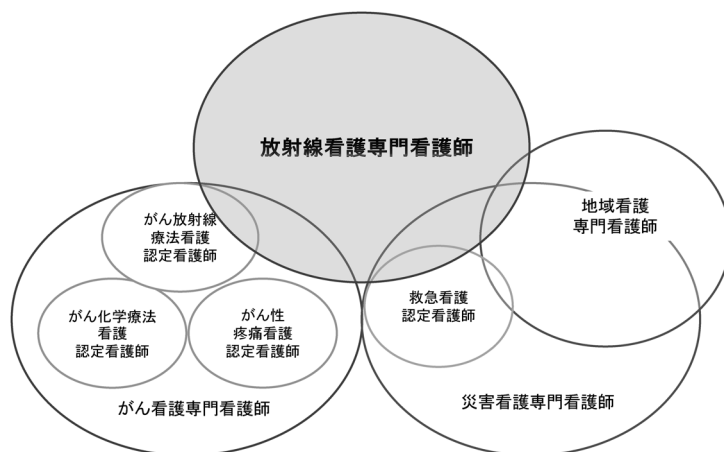 放射線看護専門看護師
地域看護
専門看護師
がん放射線
療法看護
認定看護師
救急看護
認定看護師
がん化学療法
看護
認定看護師
がん性
疼痛看護
認定看護師
がん看護専門看護師
災害看護専門看護師